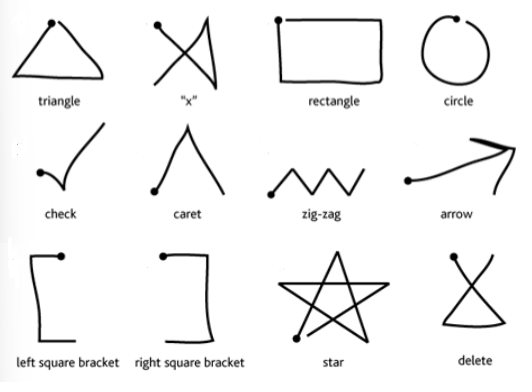 triangle "x" rectangle circle
check caret zig-zag arrow
left square bracket right square bracket star delete